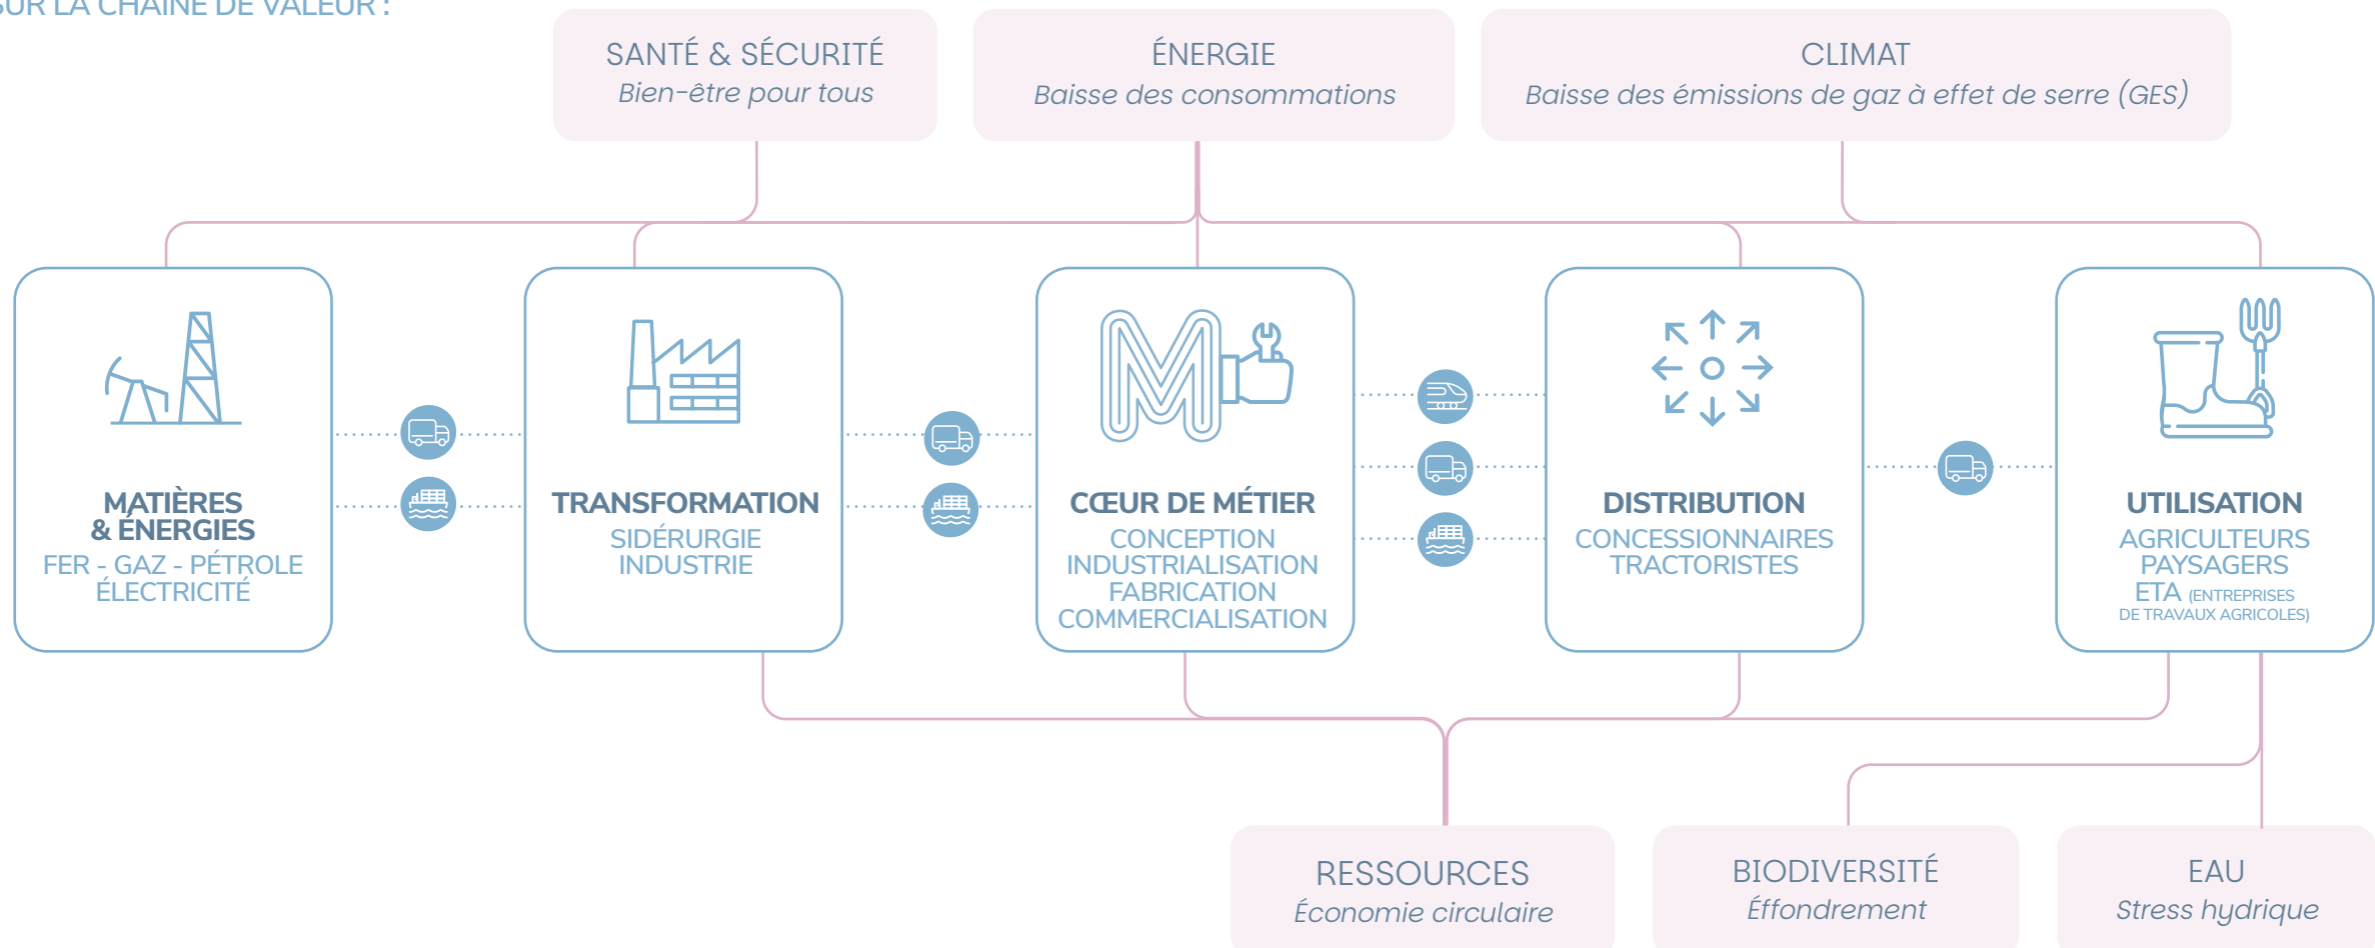 SUR LA CHAÎNE DE VALEUR :
SANTÉ & SÉCURITÉ
Bien-être pour tous
ÉNERGIE
Baisse des consommations
CLIMAT
Baisse des émissions de gaz à effet de serre (GES)
MATIÈRES
& ÉNERGIES
FER - GAZ - PÉTROLE
ÉLECTRICITÉ
TRANSFORMATION
SIDÉRURGIE
INDUSTRIE
CŒUR DE MÉTIER
CONCEPTION
INDUSTRIALISATION
FABRICATION
COMMERCIALISATION
DISTRIBUTION
CONCESSIONNAIRES
TRACTORISTES
UTILISATION
AGRICULTEURS
PAYSAGERS
ETA (ENTREPRISES
DE TRAVAUX AGRICOLES)
RESSOURCES
Économie circulaire
BIODIVERSITÉ
Éffondrement
EAU
Stress hydrique